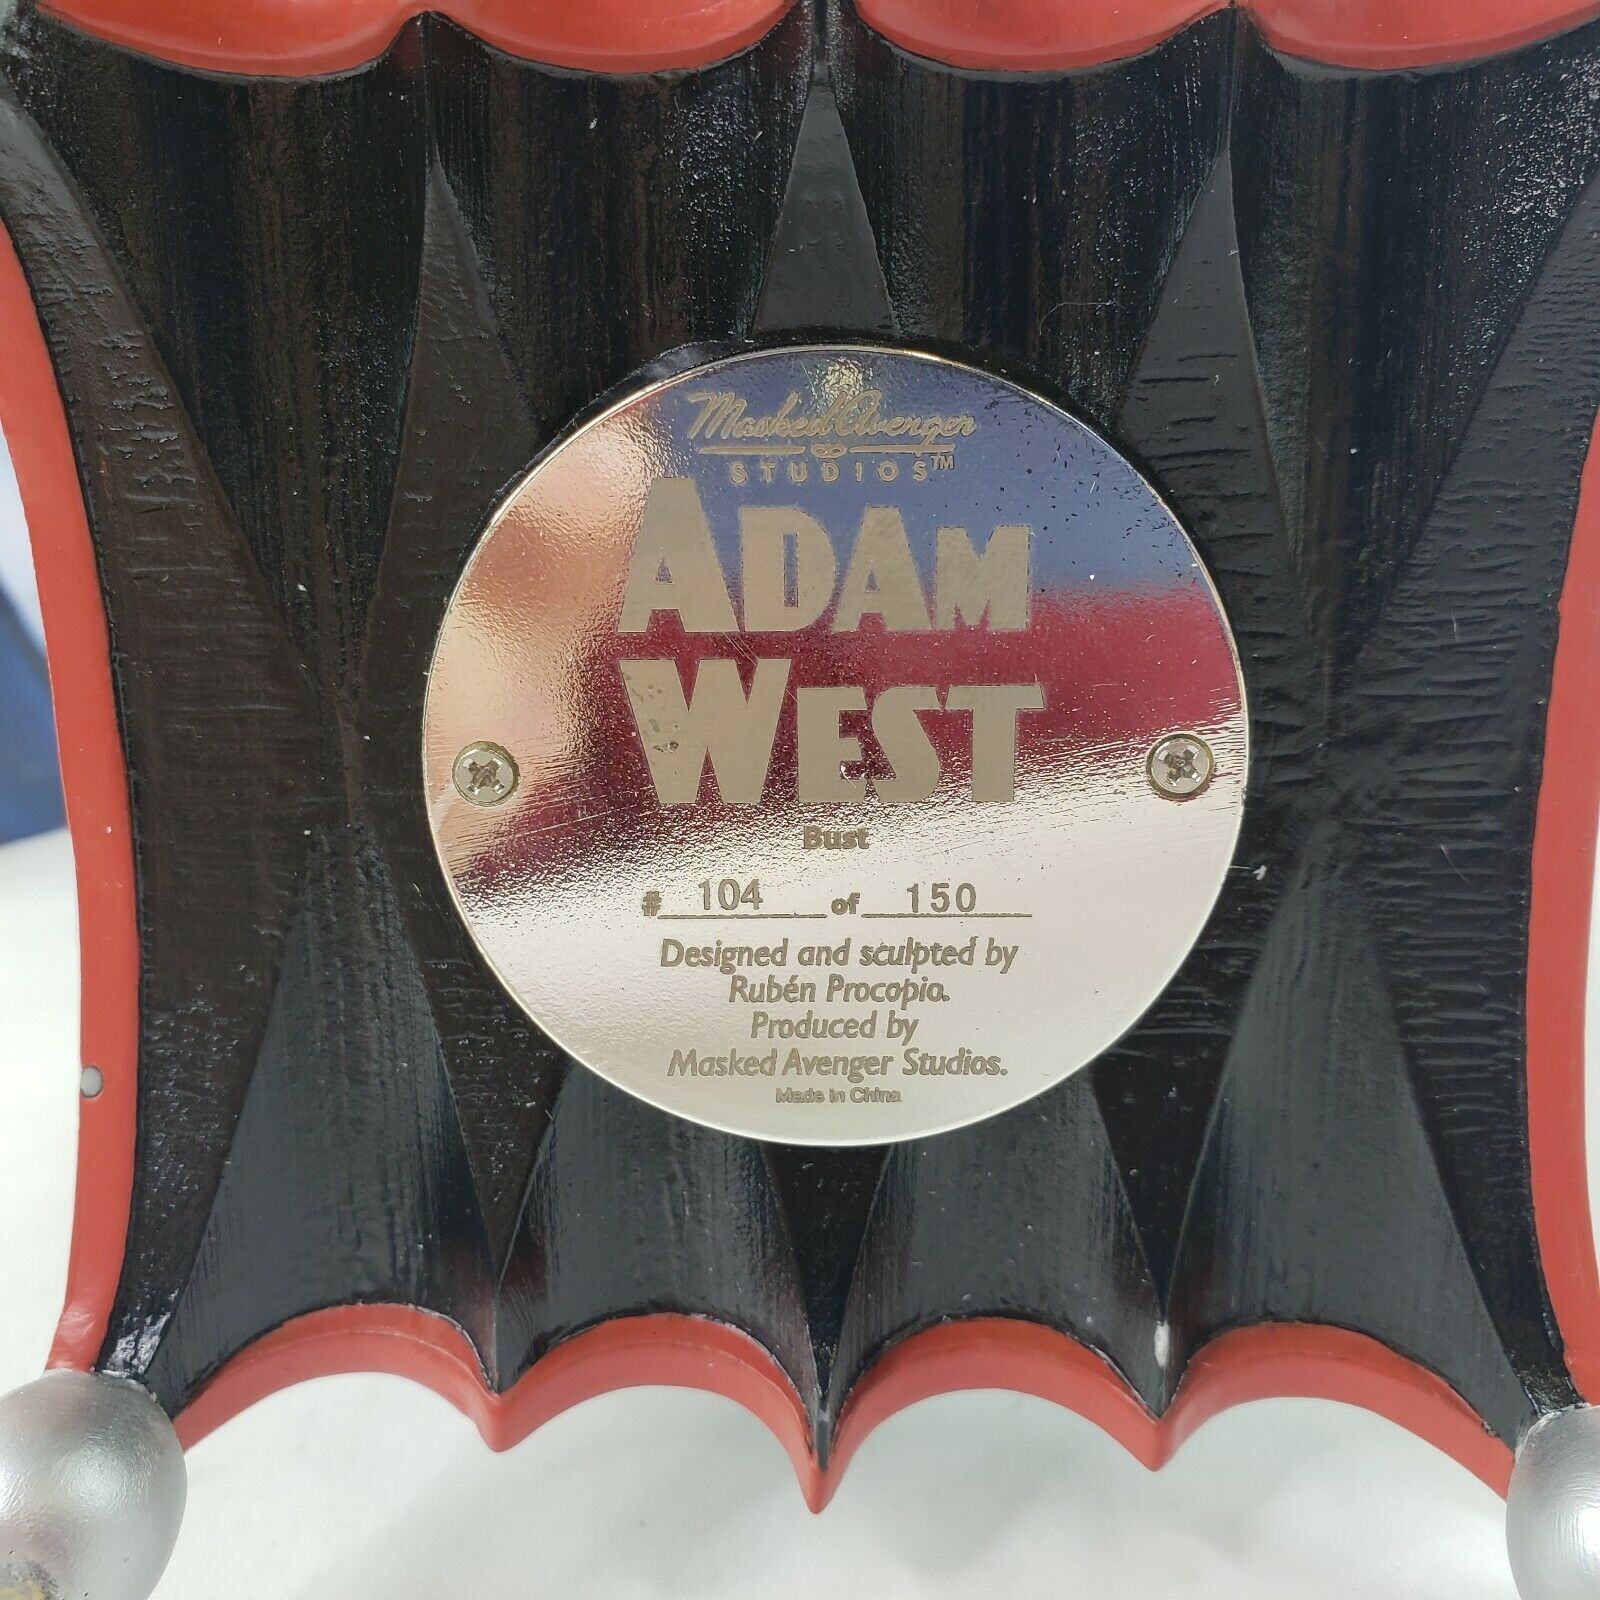 Masked Avenger
STUDIOS™
ADAM
WEST
Bust
# 104 of 150
Designed and sculpted by
Rubén Procopio.
Produced by
Masked Avenger Studios.
Made in China